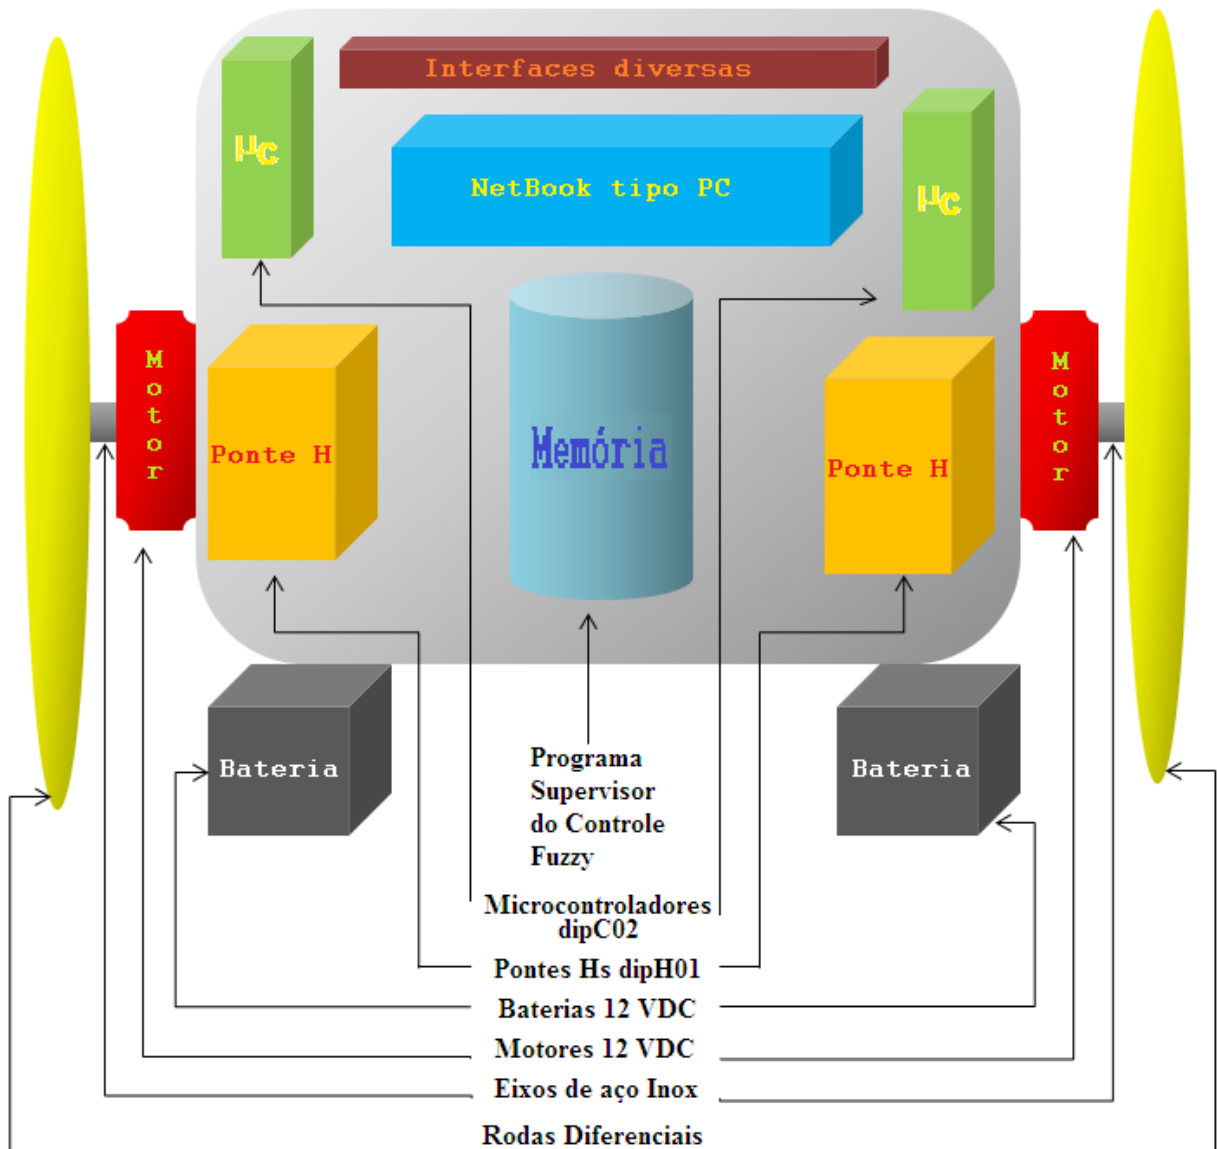 Interfaces diversas
μc
NetBook tipo PC
μc
M
o
t
o
r
M
o
t
o
r
Ponte H
Memória
Ponte H
Bateria
Bateria
Programa
Supervisor
do Controle
Fuzzy
Microcontroladores
dipC02
Pontes Hs dipH01
Baterias 12 VDC
Motores 12 VDC
Eixos de aço Inox
Rodas Diferenciais